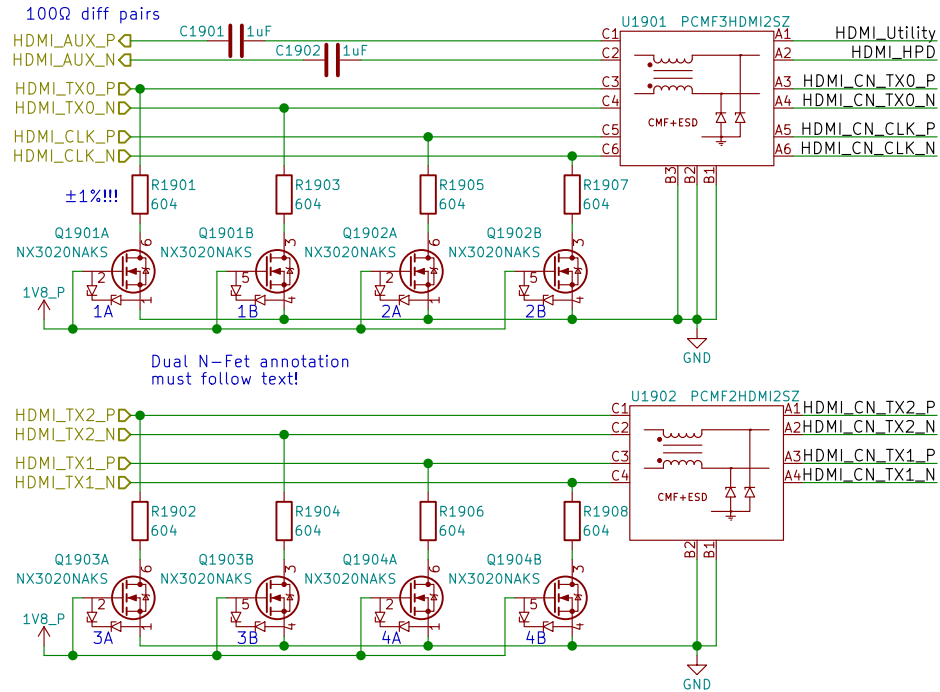 100Ω diff pairs
U1901 PCMF3HDMI2SZ
HDMI_AUX_P C1901 1uF C1 A1 HDMI_Utility
HDMI_AUX_N C1902 1uF C2 A2 HDMI_HPD
HDMI_TX0_P C3 A3 HDMI_CN_TX0_P
HDMI_TX0_N C4 A4 HDMI_CN_TX0_N
CMF+ESD
HDMI_CLK_P C5 A5 HDMI_CN_CLK_P
HDMI_CLK_N C6 A6 HDMI_CN_CLK_N
B3 B2 B1
±1%!!! R1901 R1903 R1905 R1907
604 604 604 604
Q1901A Q1901B Q1902A Q1902B
NX3020NAKS NX3020NAKS NX3020NAKS NX3020NAKS
6 3 6 3
2 5 2 5
1V8_P 1 4 1 4
1A 1B 2A 2B
GND
Dual N-Fet annotation
must follow text!
U1902 PCMF2HDMI2SZ
HDMI_TX2_P C1 A1 HDMI_CN_TX2_P
HDMI_TX2_N C2 A2 HDMI_CN_TX2_N
HDMI_TX1_P C3 A3 HDMI_CN_TX1_P
HDMI_TX1_N C4 A4 HDMI_CN_TX1_N
CMF+ESD
R1902 R1904 R1906 R1908
604 604 604 604
B2 B1
Q1903A Q1903B Q1904A Q1904B
NX3020NAKS NX3020NAKS NX3020NAKS NX3020NAKS
6 3 6 3
2 5 2 5
1V8_P 1 4 1 4
3A 3B 4A 4B
GND